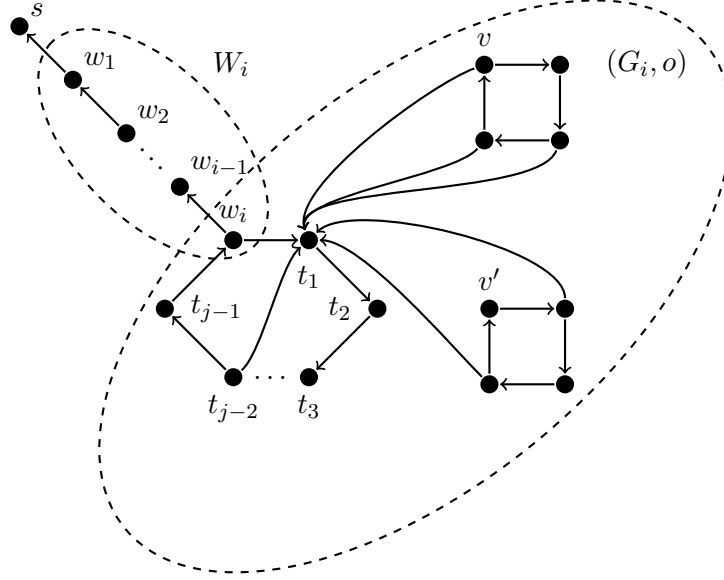 s
w₁
W_i
v
(G_i, o)
w₂
w_{i−1}
w_i
t₁
t_{j−1}
t₂
v′
t_{j−2}
t₃